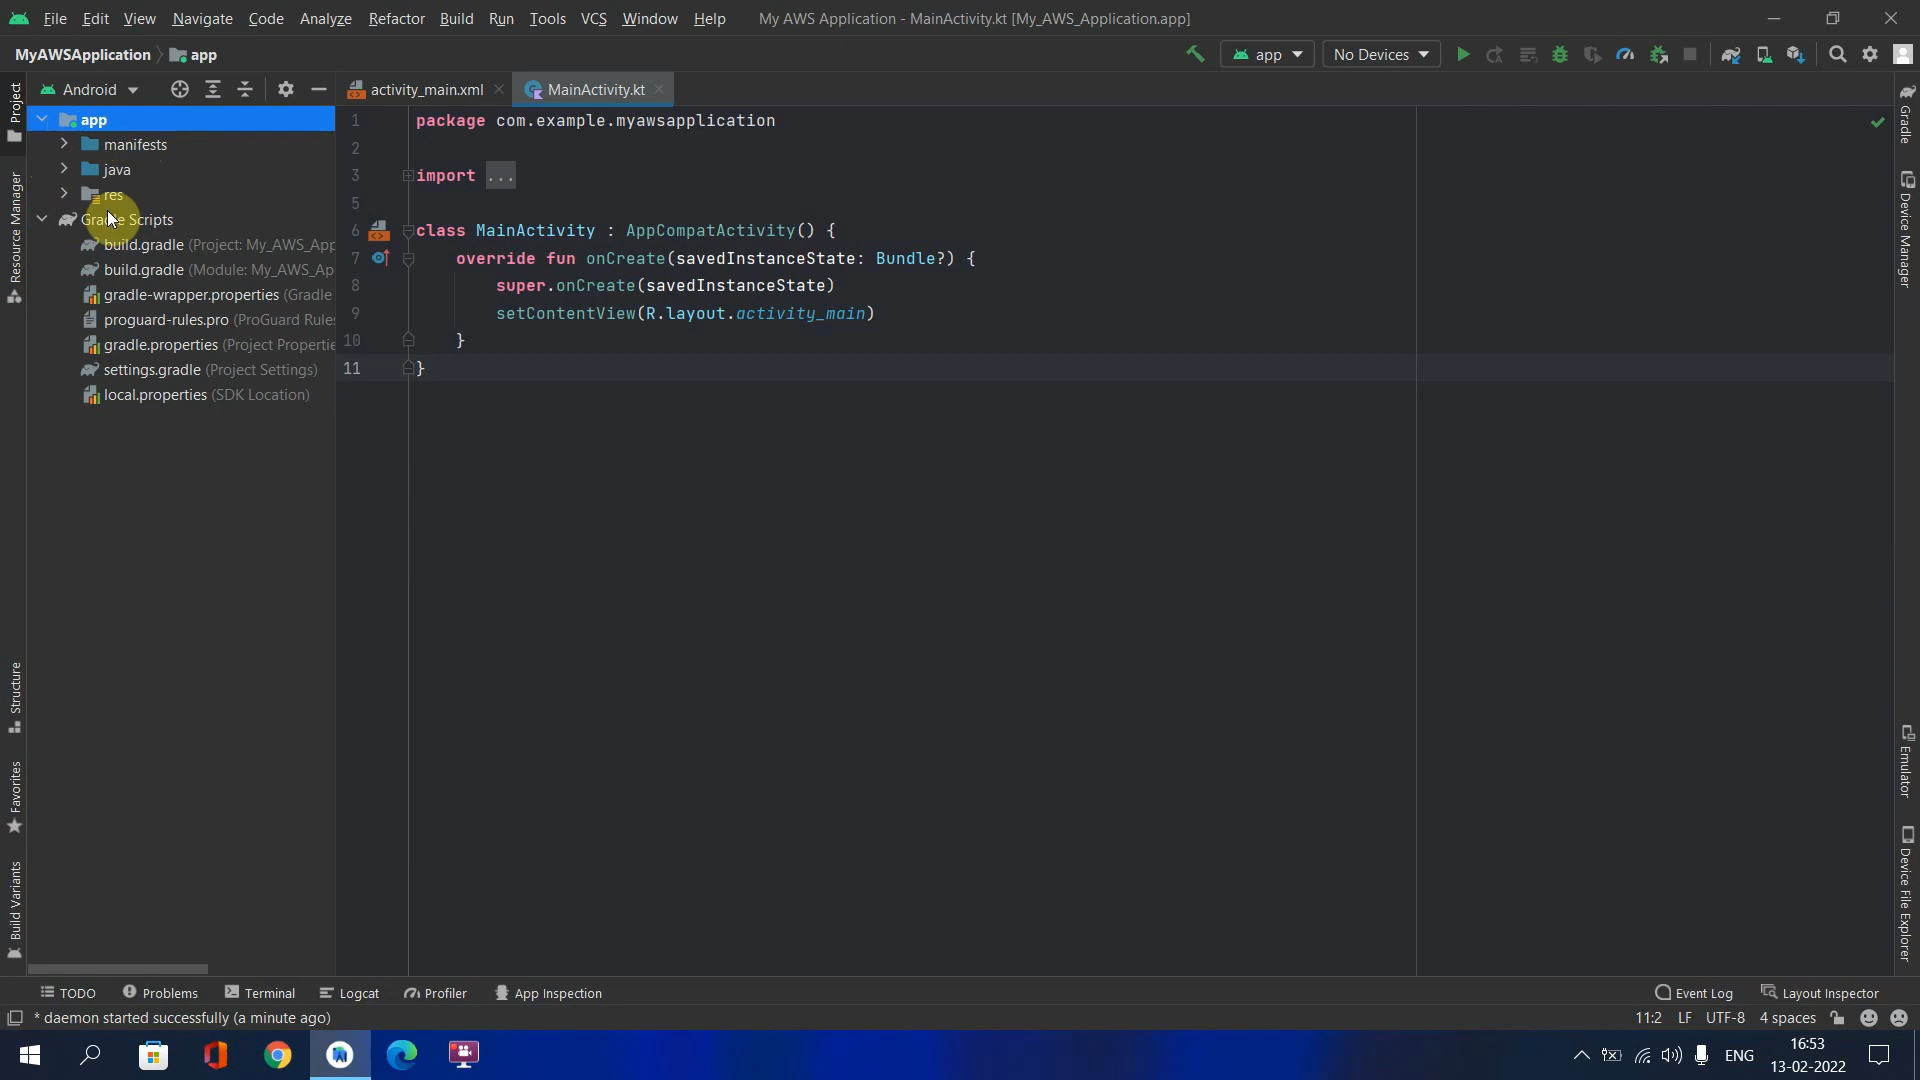 File Edit View Navigate Code Analyze Refactor Build Run Tools VCS Window Help My AWS Application - MainActivity.kt [My_AWS_Application.app]
MyAWSApplication app app No Devices
Android activity_main.xml MainActivity.kt
Project
Resource Manager
Structure
Favorites
Build Variants
app
manifests
java
res
Gradle Scripts
build.gradle (Project: My_AWS_App
build.gradle (Module: My_AWS_Ap
gradle-wrapper.properties (Gradle
proguard-rules.pro (ProGuard Rules
gradle.properties (Project Propertie
settings.gradle (Project Settings)
local.properties (SDK Location)
1 package com.example.myawsapplication
2
3 import ...
5
6 class MainActivity : AppCompatActivity() {
7 override fun onCreate(savedInstanceState: Bundle?) {
8 super.onCreate(savedInstanceState)
9 setContentView(R.layout.activity_main)
10 }
11 }
Gradle
Device Manager
Emulator
Device File Explorer
TODO Problems Terminal Logcat Profiler App Inspection Event Log Layout Inspector
* daemon started successfully (a minute ago) 11:2 LF UTF-8 4 spaces
ENG 16:53
13-02-2022